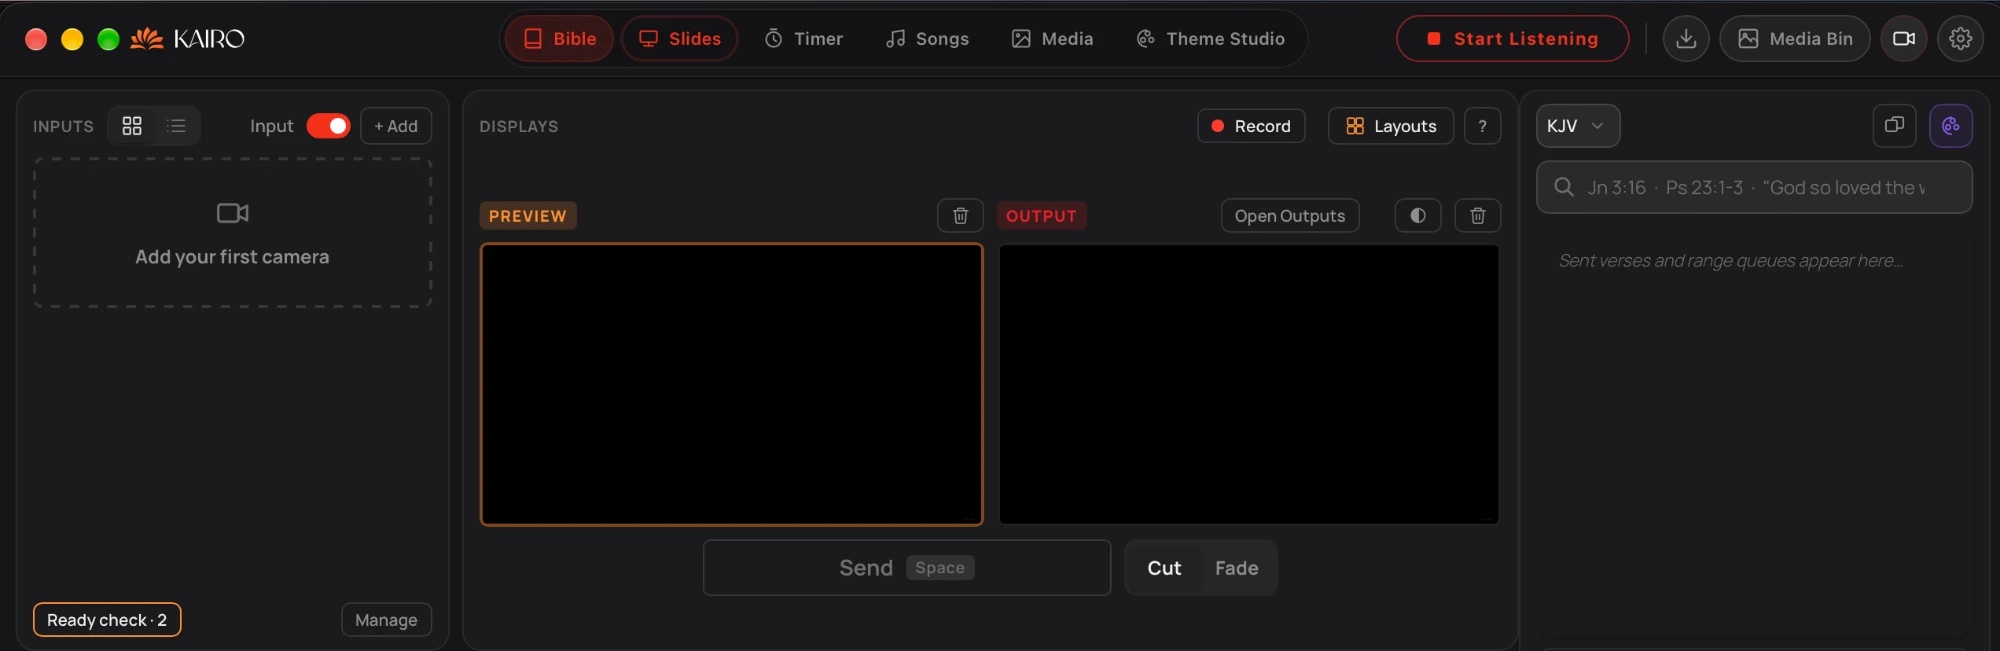 KAIRO
Bible Slides Timer Songs Media Theme Studio
Start Listening
Media Bin
INPUTS
Input
+ Add
Add your first camera
Ready check · 2
Manage
DISPLAYS
Record
Layouts
?
PREVIEW
OUTPUT
Open Outputs
Send Space
Cut Fade
KJV
Jn 3:16 · Ps 23:1-3 · "God so loved the
Sent verses and range queues appear here...